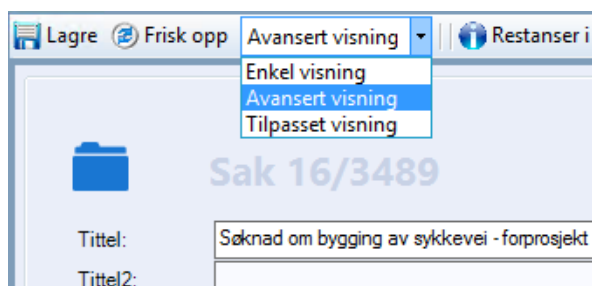 Lagre Frisk opp Avansert visning Restanser i
Enkel visning
Avansert visning
Tilpasset visning
Sak 16/3489
Tittel: Søknad om bygging av sykkevei - forprosjekt
Tittel2: